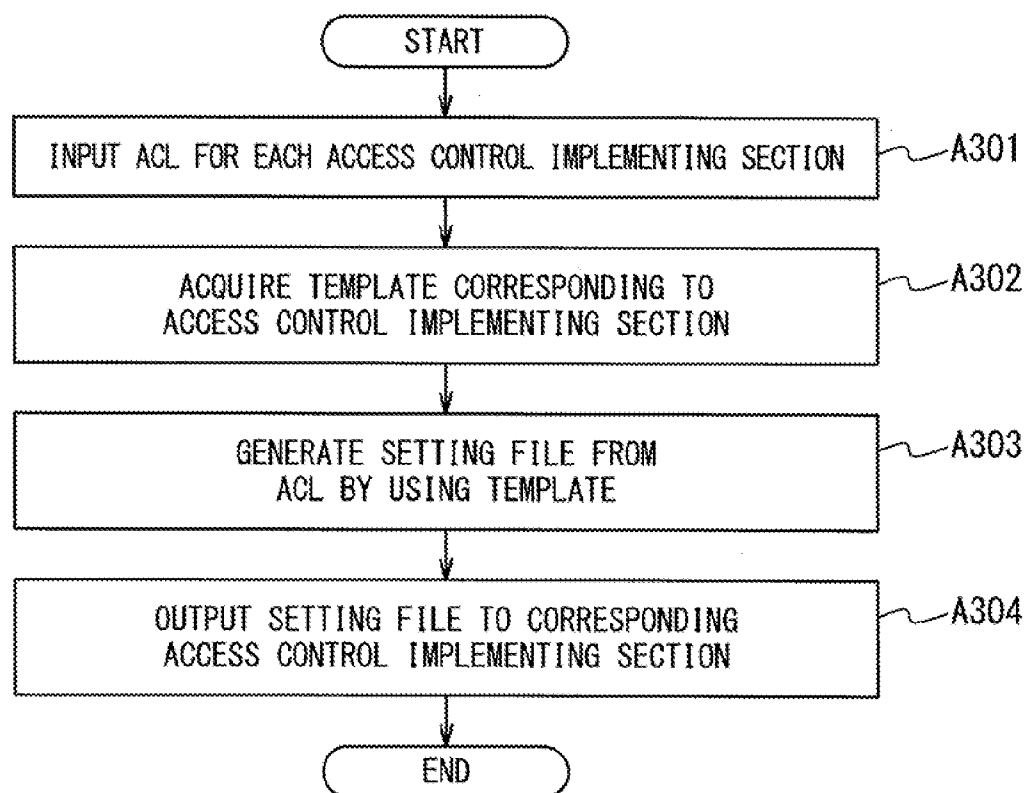 START
INPUT ACL FOR EACH ACCESS CONTROL IMPLEMENTING SECTION
A301
ACQUIRE TEMPLATE CORRESPONDING TO
ACCESS CONTROL IMPLEMENTING SECTION
A302
GENERATE SETTING FILE FROM
ACL BY USING TEMPLATE
A303
OUTPUT SETTING FILE TO CORRESPONDING
ACCESS CONTROL IMPLEMENTING SECTION
A304
END